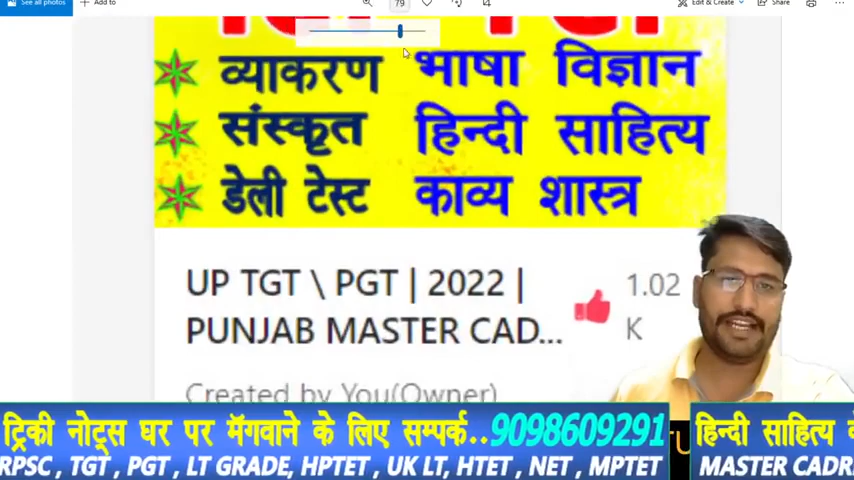 See all photos
Add to
79
Edit & Create
Share
व्याकरण भाषा विज्ञान
संस्कृत हिन्दी साहित्य
डेली टेस्ट काव्य शास्त्र
UP TGT \ PGT | 2022 |
PUNJAB MASTER CAD...
1.02
K
Created by You(Owner)
ट्रिकी नोट्स घर पर मॅगवाने के लिए सम्पर्क..9098609291
हिन्दी साहित्य
RPSC , TGT , PGT , LT GRADE, HPTET , UK LT, HTET , NET , MPTET
MASTER CADR